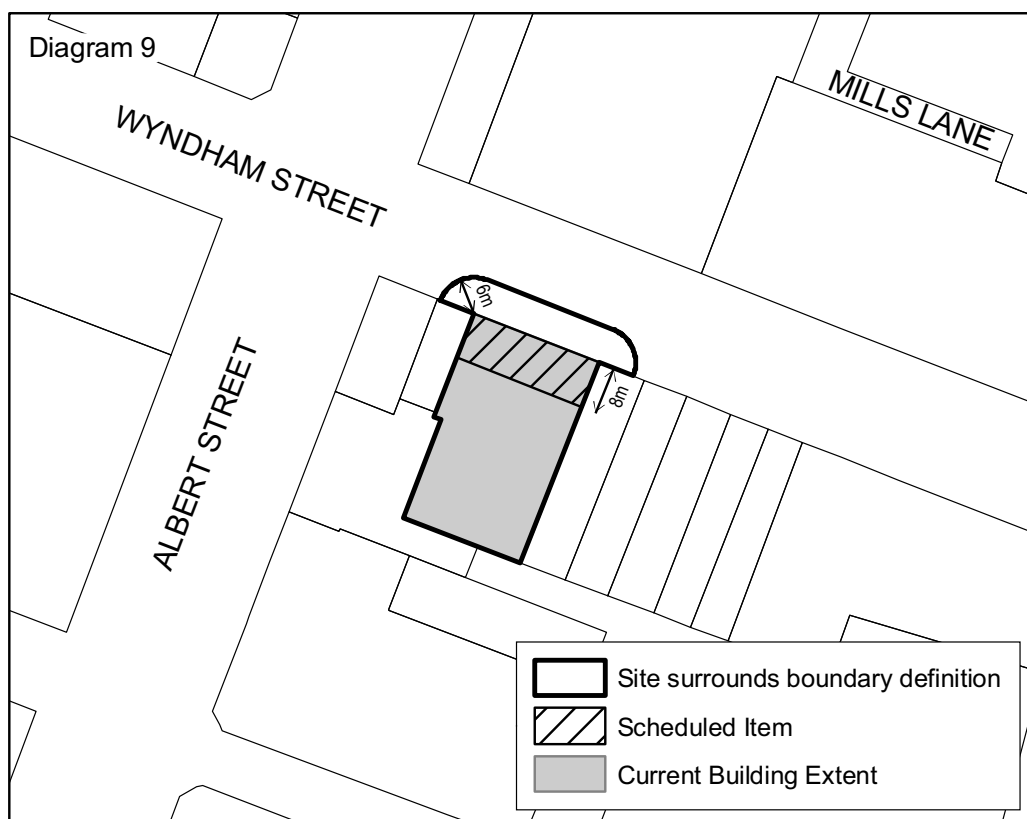 Diagram 9
MILLS LANE
WYNDHAM STREET
6m
8m
ALBERT STREET
Site surrounds boundary definition
Scheduled Item
Current Building Extent